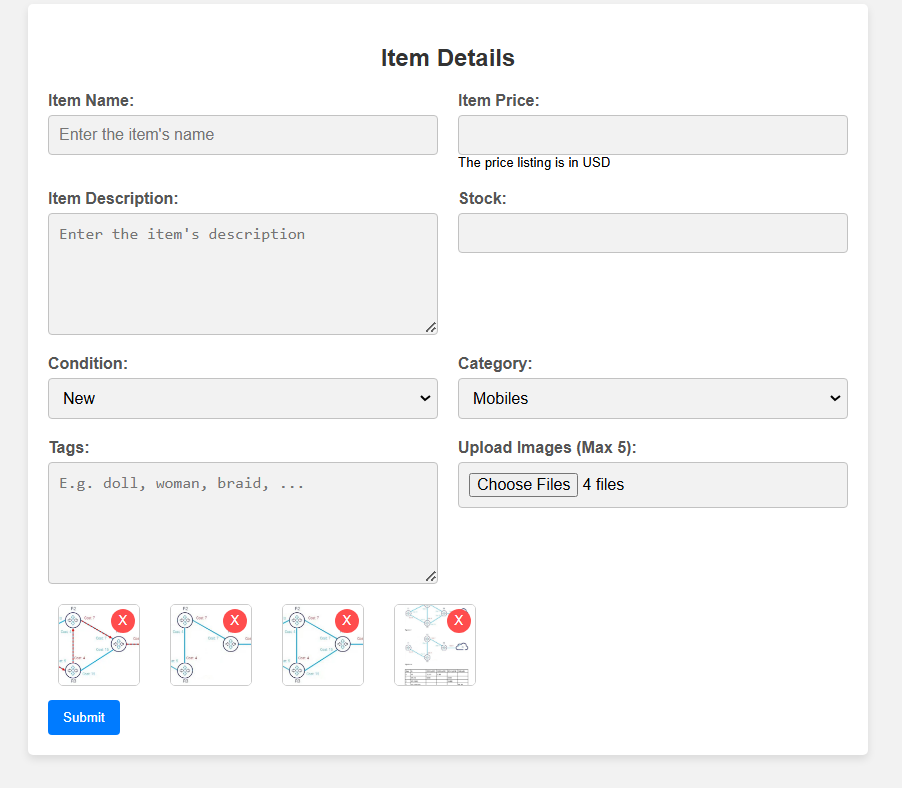 Item Details
Item Name:
Item Price:
Enter the item's name
The price listing is in USD
Item Description:
Stock:
Enter the item's description
Condition:
Category:
New
Mobiles
Tags:
Upload Images (Max 5):
E.g. doll, woman, braid, ...
Choose Files 4 files
X
X
X
X
Submit